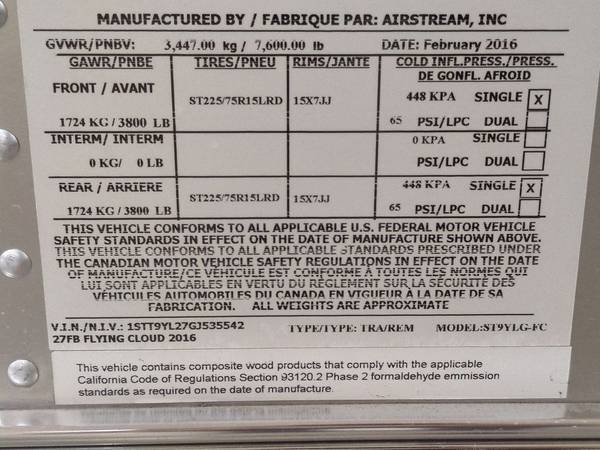 MANUFACTURED BY / FABRIQUE PAR: AIRSTREAM, INC
GVWR/PNBV: 3,447.00 kg / 7,600.00 lb DATE: February 2016
GAWR/PNBE TIRES/PNEU RIMS/JANTE COLD INFL.PRESS./PRESS.
DE GONFL. AFROID
FRONT / AVANT
ST225/75R15LRD 15X7JJ 448 KPA SINGLE X
1724 KG / 3800 LB 65 PSI/LPC DUAL
INTERM/ INTERM 0 KPA SINGLE
0 KG/ 0 LB PSI/LPC DUAL
REAR / ARRIERE 448 KPA SINGLE X
ST225/75R15LRD 15X7JJ
1724 KG / 3800 LB 65 PSI/LPC DUAL
THIS VEHICLE CONFORMS TO ALL APPLICABLE U.S. FEDERAL MOTOR VEHICLE
SAFETY STANDARDS IN EFFECT ON THE DATE OF MANUFACTURE SHOWN ABOVE.
THIS VEHICLE CONFORMS TO ALL APPLICABLE STANDARDS PRESCRIBED UNDER
THE CANADIAN MOTOR VEHICLE SAFETY REGULATIONS IN EFFECT ON THE DATE
OF MANUFACTURE/CE VÉHICULE EST CONFORME À TOUTES LES NORMES QUI
LUI SONT APPLICABLES EN VERTU DU RÈGLEMENT SUR LA SÉCURITÉ DES
VÉHICULES AUTOMOBILES DU CANADA EN VIGUEUR À LA DATE DE SA
FABRICATION. ALL WEIGHTS ARE APPROXIMATE
V.I.N./N.I.V.: 1STT9YL27GJ535542 TYPE/TYPE: TRA/REM MODEL:ST9YLG-FC
27FB FLYING CLOUD 2016
This vehicle contains composite wood products that comply with the applicable
California Code of Regulations Section 93120.2 Phase 2 formaldehyde emmission
standards as required on the date of manufacture.